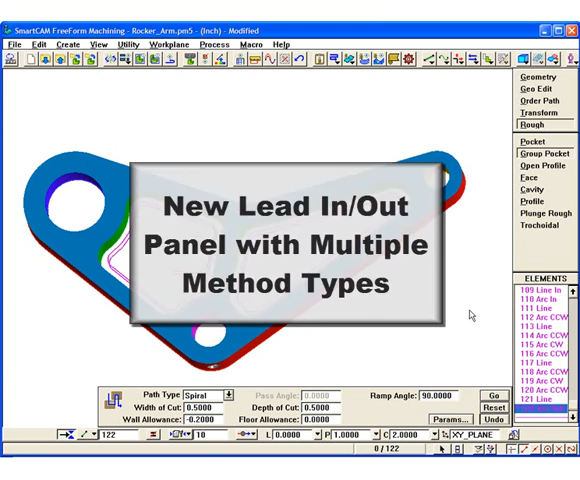 SmartCAM FreeForm Machining - Rocker_Arm.pm5 - (Inch) - Modified
File Edit Create View Utility Workplane Process Macro Help
Geometry
Geo Edit
Order Path
Transform
Rough
Pocket
Group Pocket
Open Profile
Face
Cavity
Profile
Plunge Rough
Trochoidal
New Lead In/Out
Panel with Multiple
Method Types
ELEMENTS
109 Line In
110 Arc In
111 Line
112 Arc CCW
113 Line
114 Arc CCW
115 Arc CW
116 Arc CCW
117 Line
118 Arc CCW
119 Arc CW
120 Arc CCW
121 Line
Path Type Spiral Pass Angle: 0.0000 Ramp Angle: 90.0000 Go
Width of Cut: 0.5000 Depth of Cut: 0.5000 Reset
Wall Allowance: -0.2000 Floor Allowance: 0.0000 Params... Undo
122 10 L 0.0000 P 1.0000 C 2.0000 XY_PLANE
0 / 122